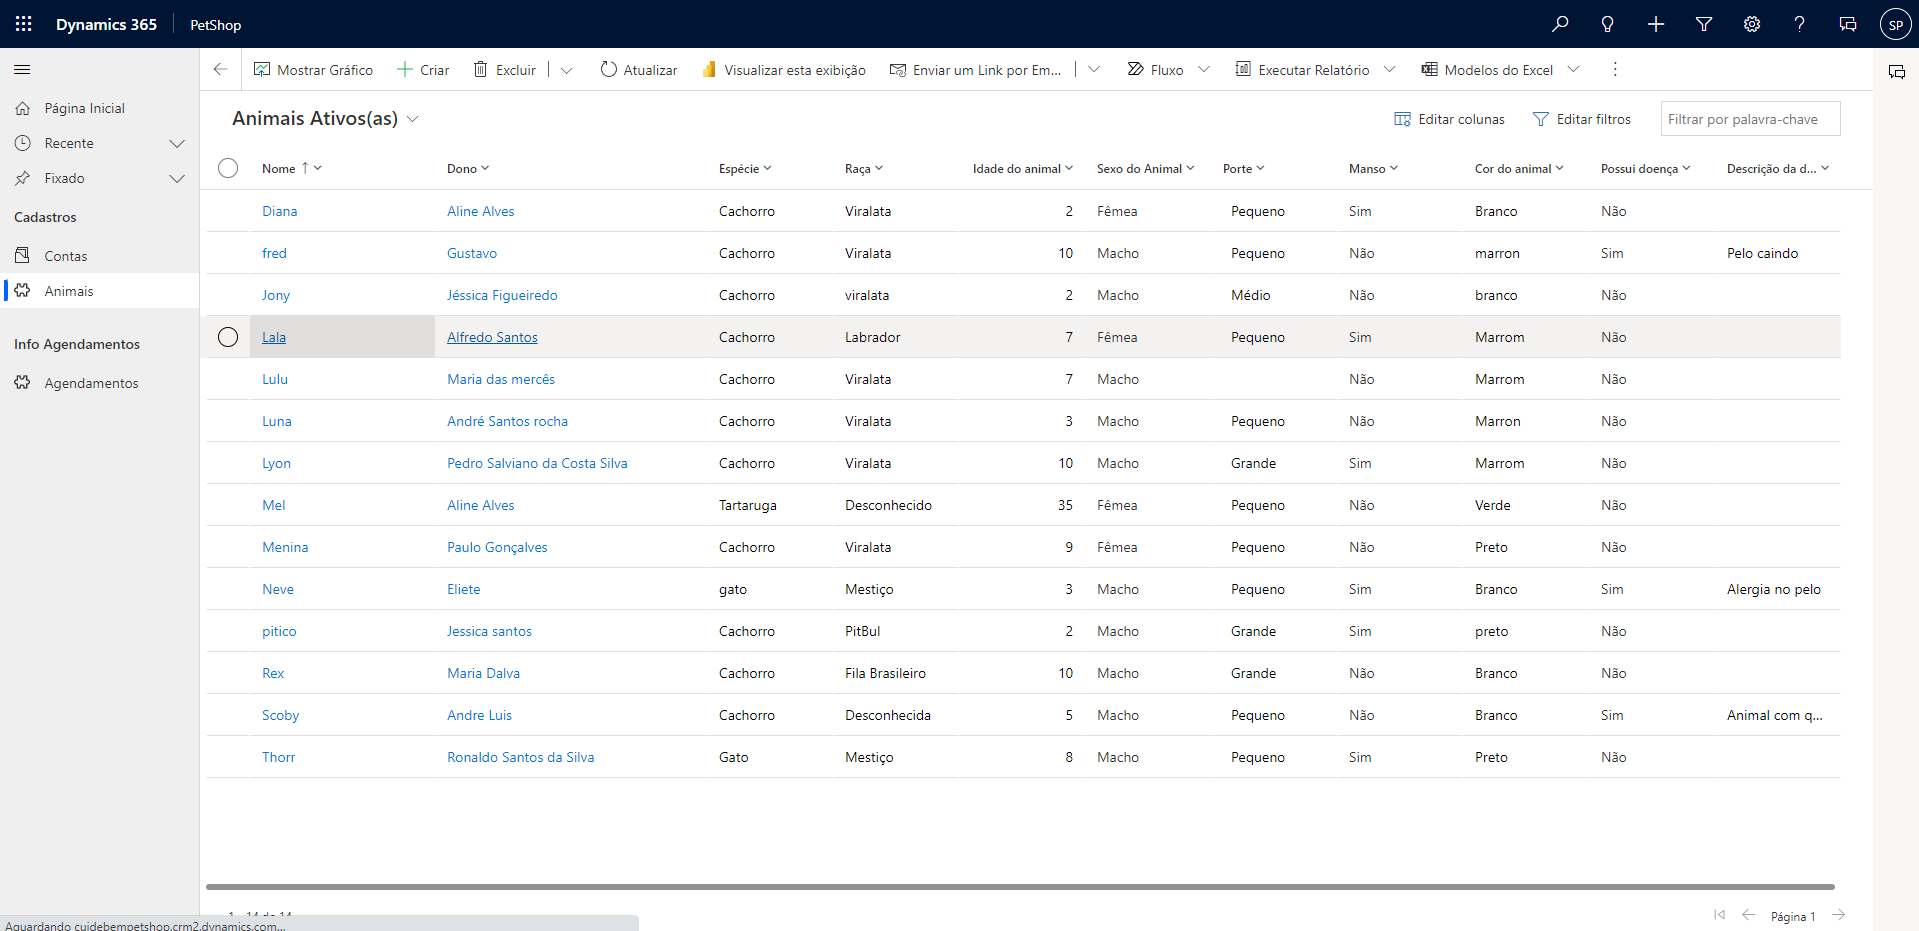 Dynamics 365 PetShop SP
Mostrar Gráfico Criar Excluir Atualizar Visualizar esta exibição Enviar um Link por Em... Fluxo Executar Relatório Modelos do Excel
Página Inicial
Recente
Fixado
Cadastros
Contas
Animais
Info Agendamentos
Agendamentos
Animais Ativos(as) Editar colunas Editar filtros Filtrar por palavra-chave
Nome Dono Espécie Raça Idade do animal Sexo do Animal Porte Manso Cor do animal Possui doença Descrição da d...
Diana Aline Alves Cachorro Viralata 2 Fêmea Pequeno Sim Branco Não
fred Gustavo Cachorro Viralata 10 Macho Pequeno Não marron Sim Pelo caindo
Jony Jéssica Figueiredo Cachorro viralata 2 Macho Médio Não branco Não
Lala Alfredo Santos Cachorro Labrador 7 Fêmea Pequeno Sim Marrom Não
Lulu Maria das mercês Cachorro Viralata 7 Macho Não Marrom Não
Luna André Santos rocha Cachorro Viralata 3 Macho Pequeno Não Marron Não
Lyon Pedro Salviano da Costa Silva Cachorro Viralata 10 Macho Grande Sim Marrom Não
Mel Aline Alves Tartaruga Desconhecido 35 Fêmea Pequeno Não Verde Não
Menina Paulo Gonçalves Cachorro Viralata 9 Fêmea Pequeno Não Preto Não
Neve Eliete gato Mestiço 3 Macho Pequeno Sim Branco Sim Alergia no pelo
pitico Jessica santos Cachorro PitBul 2 Macho Grande Sim preto Não
Rex Maria Dalva Cachorro Fila Brasileiro 10 Macho Grande Não Branco Não
Scoby Andre Luis Cachorro Desconhecida 5 Macho Pequeno Não Branco Sim Animal com q...
Thorr Ronaldo Santos da Silva Gato Mestiço 8 Macho Pequeno Sim Preto Não
1 - 14 de 14 Página 1
Aguardando cuidebempetshop.crm2.dynamics.com...